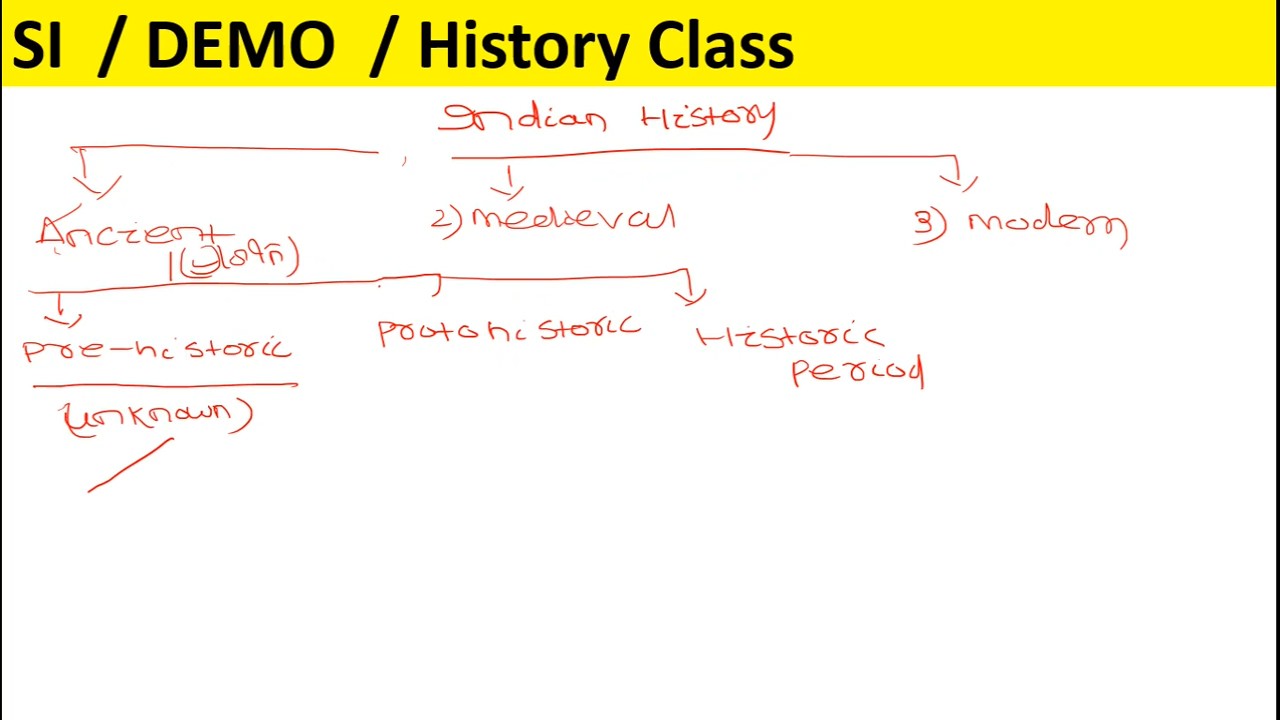 SI / DEMO / History Class
Indian History
Ancient
2) medieval
3) modern
Pre-historic
Protohistoric
Historic
Period
(unknown)